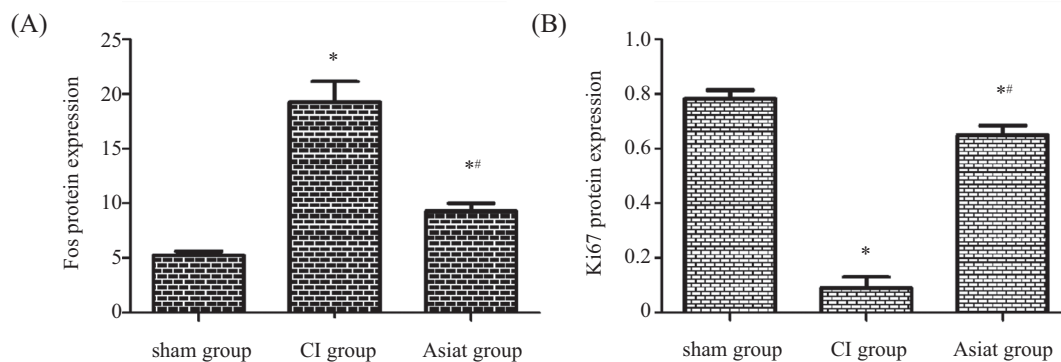 (A)
Fos protein expression
25
20
15
10
5
0
*
*#
sham group
CI group
Asiat group
(B)
Ki67 protein expression
1.0
0.8
0.6
0.4
0.2
0
*
*#
sham group
CI group
Asiat group